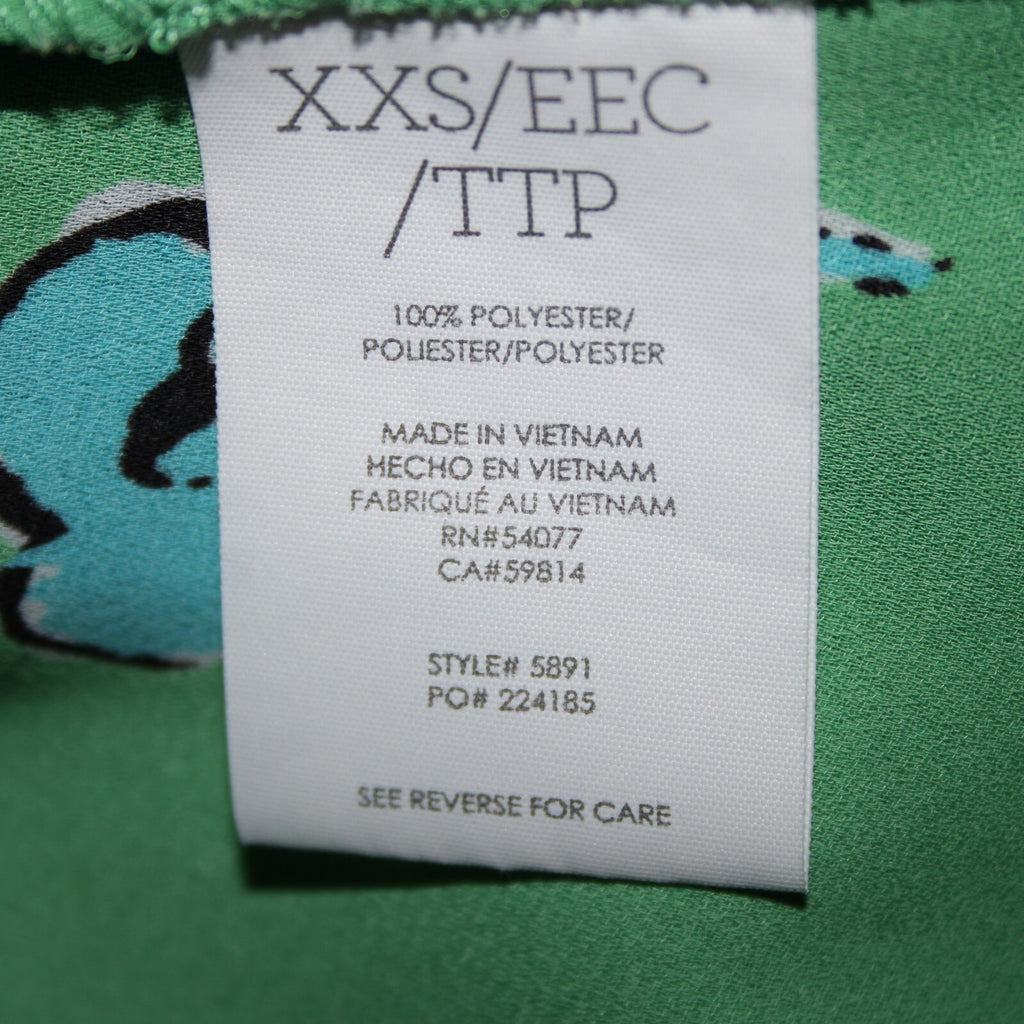 XXS/EEC
/TTP
100% POLYESTER/
POLIESTER/POLYESTER
MADE IN VIETNAM
HECHO EN VIETNAM
FABRIQUÉ AU VIETNAM
RN#54077
CA#59814
STYLE# 5891
PO# 224185
SEE REVERSE FOR CARE